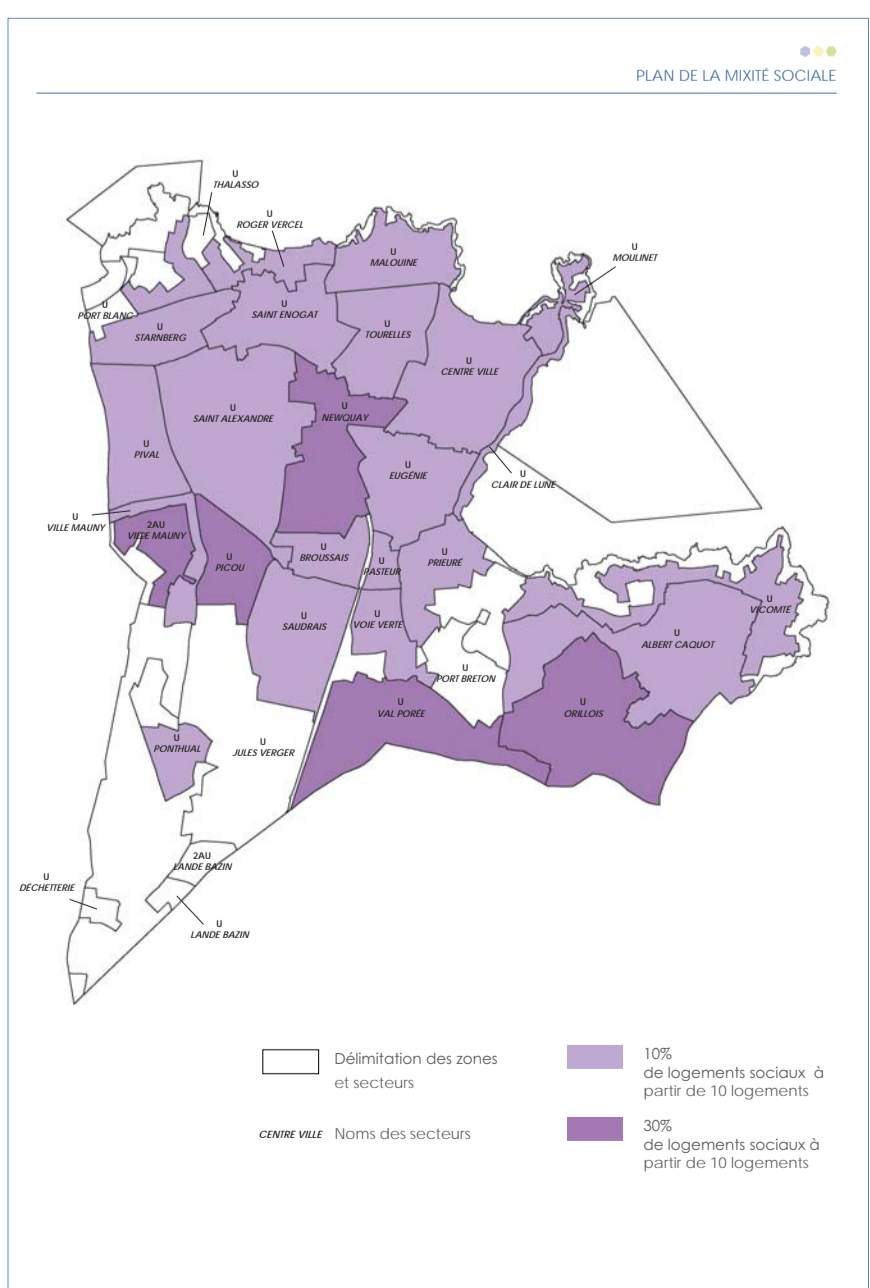 PLAN DE LA MIXITÉ SOCIALE
U
THALASSO
U
ROGER VERCEL
U
MALOUINE
U
MOULINET
U
PORT BLANC
U
STARNBERG
U
SAINT ENOGAT
U
TOURELLES
U
CENTRE VILLE
U
SAINT ALEXANDRE
U
NEWQUAY
U
PIVAL
U
EUGÉNIE
U
CLAIR DE LUNE
U
VILLE MAUNY
2AU
VILLE MAUNY
U
PICOU
U
BROUSSAIS
U
PASTEUR
U
PRIEURÉ
U
SAUDRAIS
U
VOIE VERTE
U
VICOMTÉ
U
ALBERT CAQUOT
U
PORT BRETON
U
VAL PORÉE
U
ORILLOIS
U
PONTHUAL
U
JULES VERGER
2AU
LANDE BAZIN
U
DÉCHETTERIE
U
LANDE BAZIN
Délimitation des zones
et secteurs
CENTRE VILLE Noms des secteurs
10%
de logements sociaux à
partir de 10 logements
30%
de logements sociaux à
partir de 10 logements